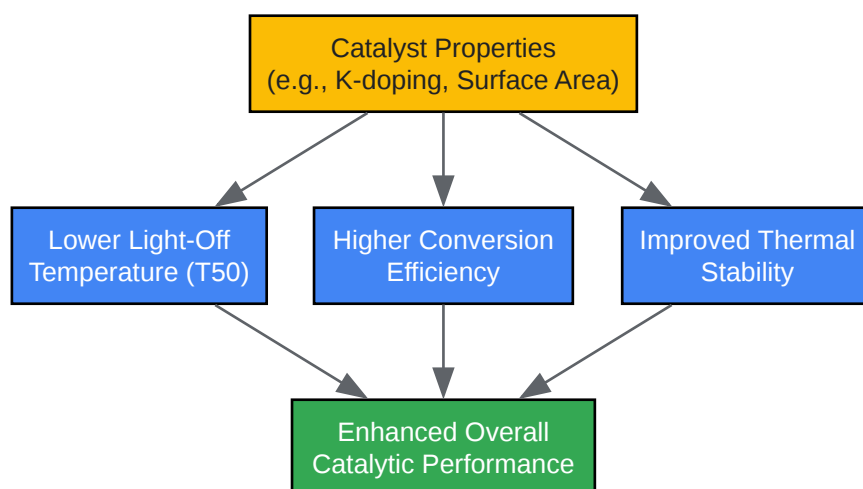 Catalyst Properties
(e.g., K-doping, Surface Area)
Lower Light-Off
Temperature (T50)
Higher Conversion
Efficiency
Improved Thermal
Stability
Enhanced Overall
Catalytic Performance